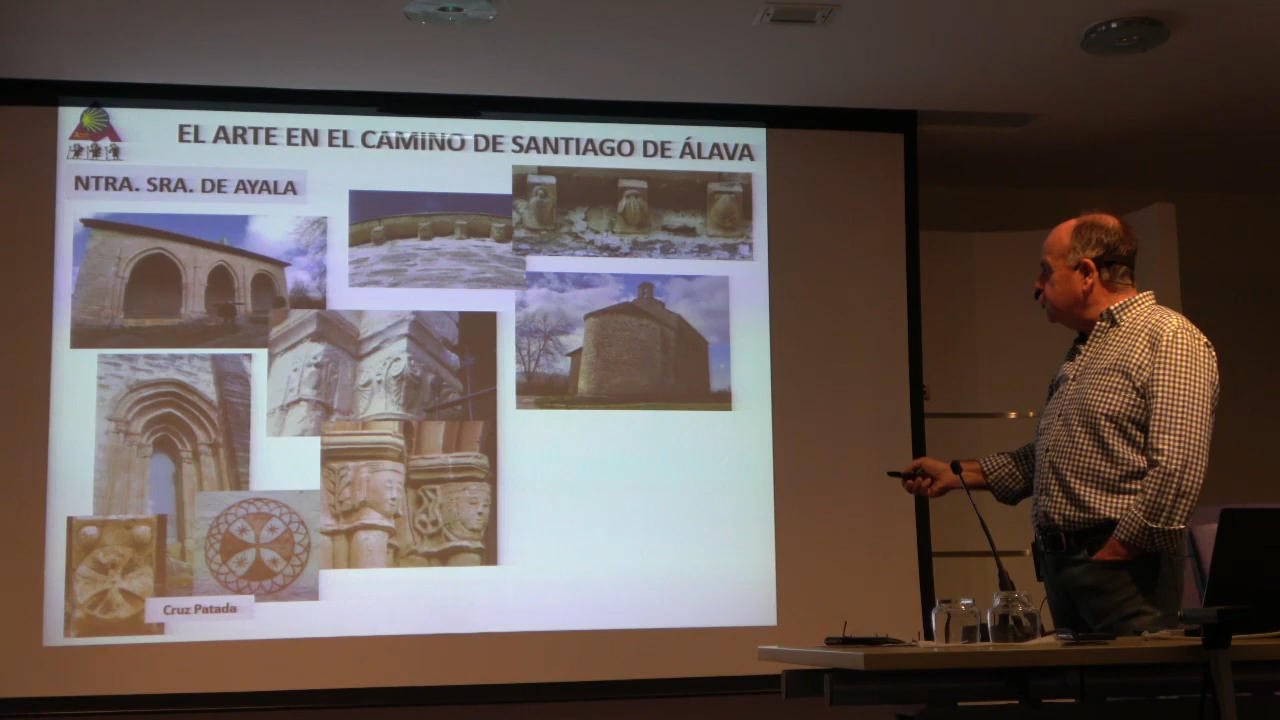 EL ARTE EN EL CAMINO DE SANTIAGO DE ÁLAVA
NTRA. SRA. DE AYALA
Cruz Patada